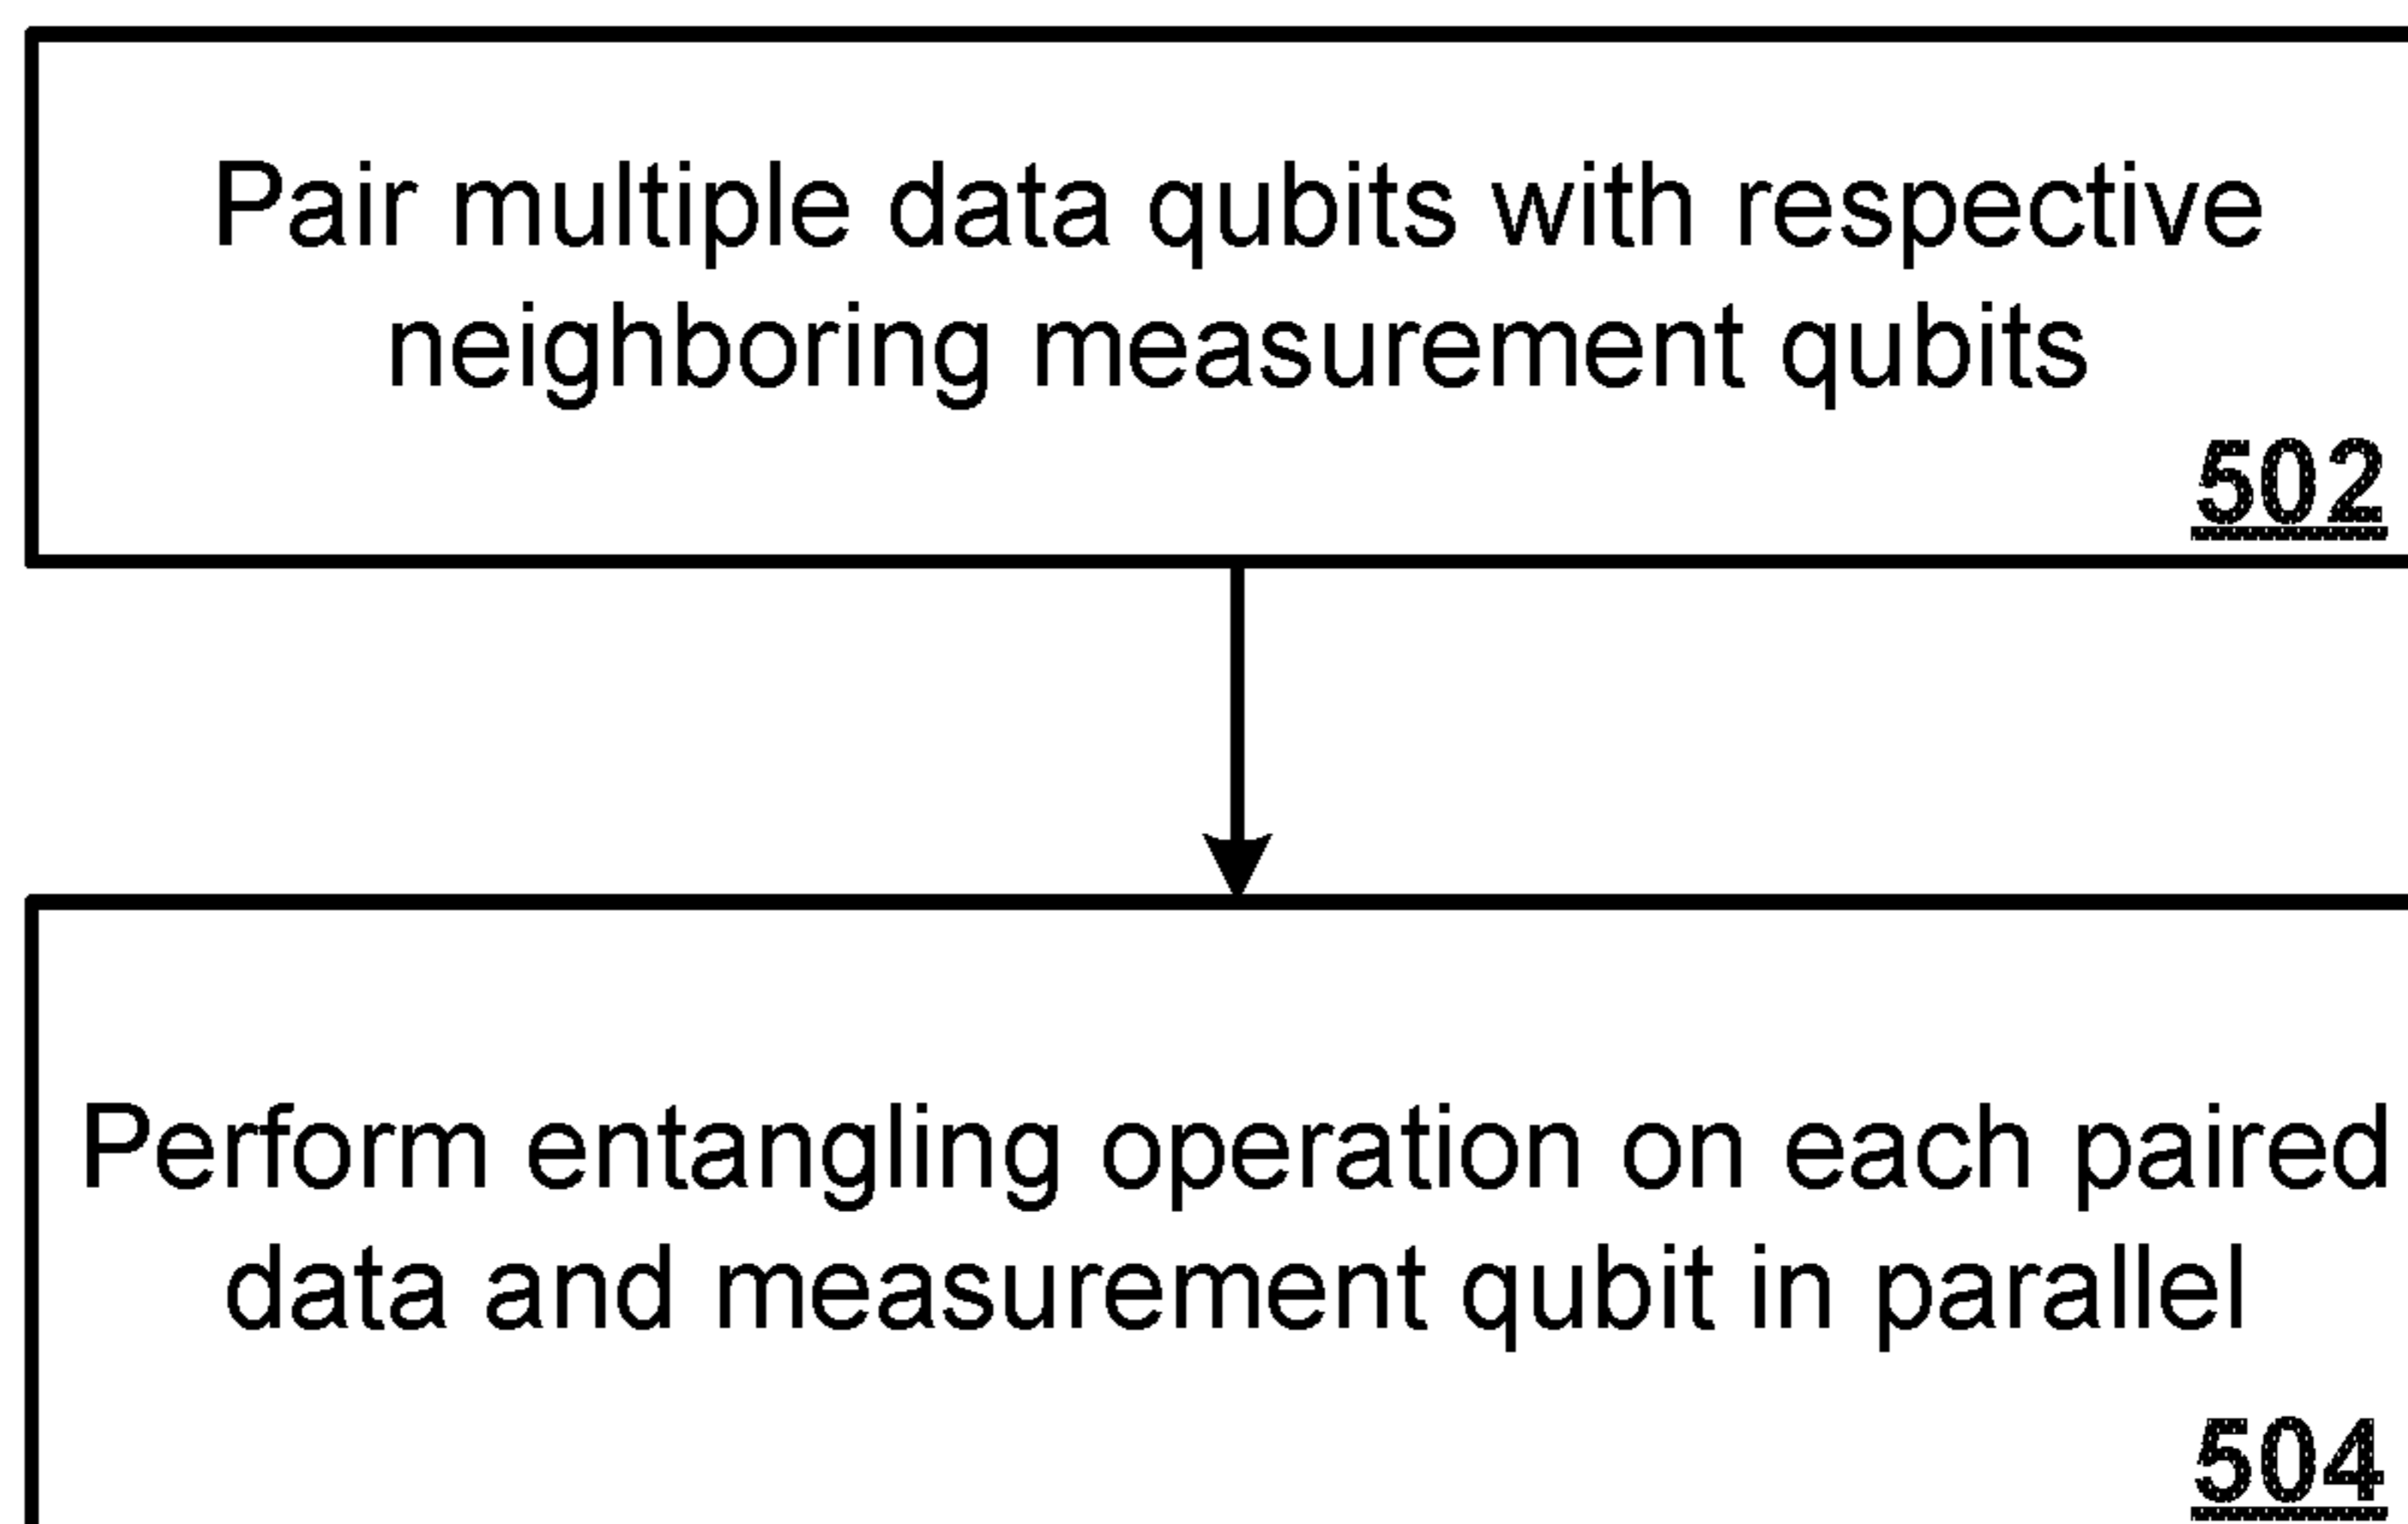 Pair multiple data qubits with respective
neighboring measurement qubits
502
Perform entangling operation on each paired
data and measurement qubit in parallel
504